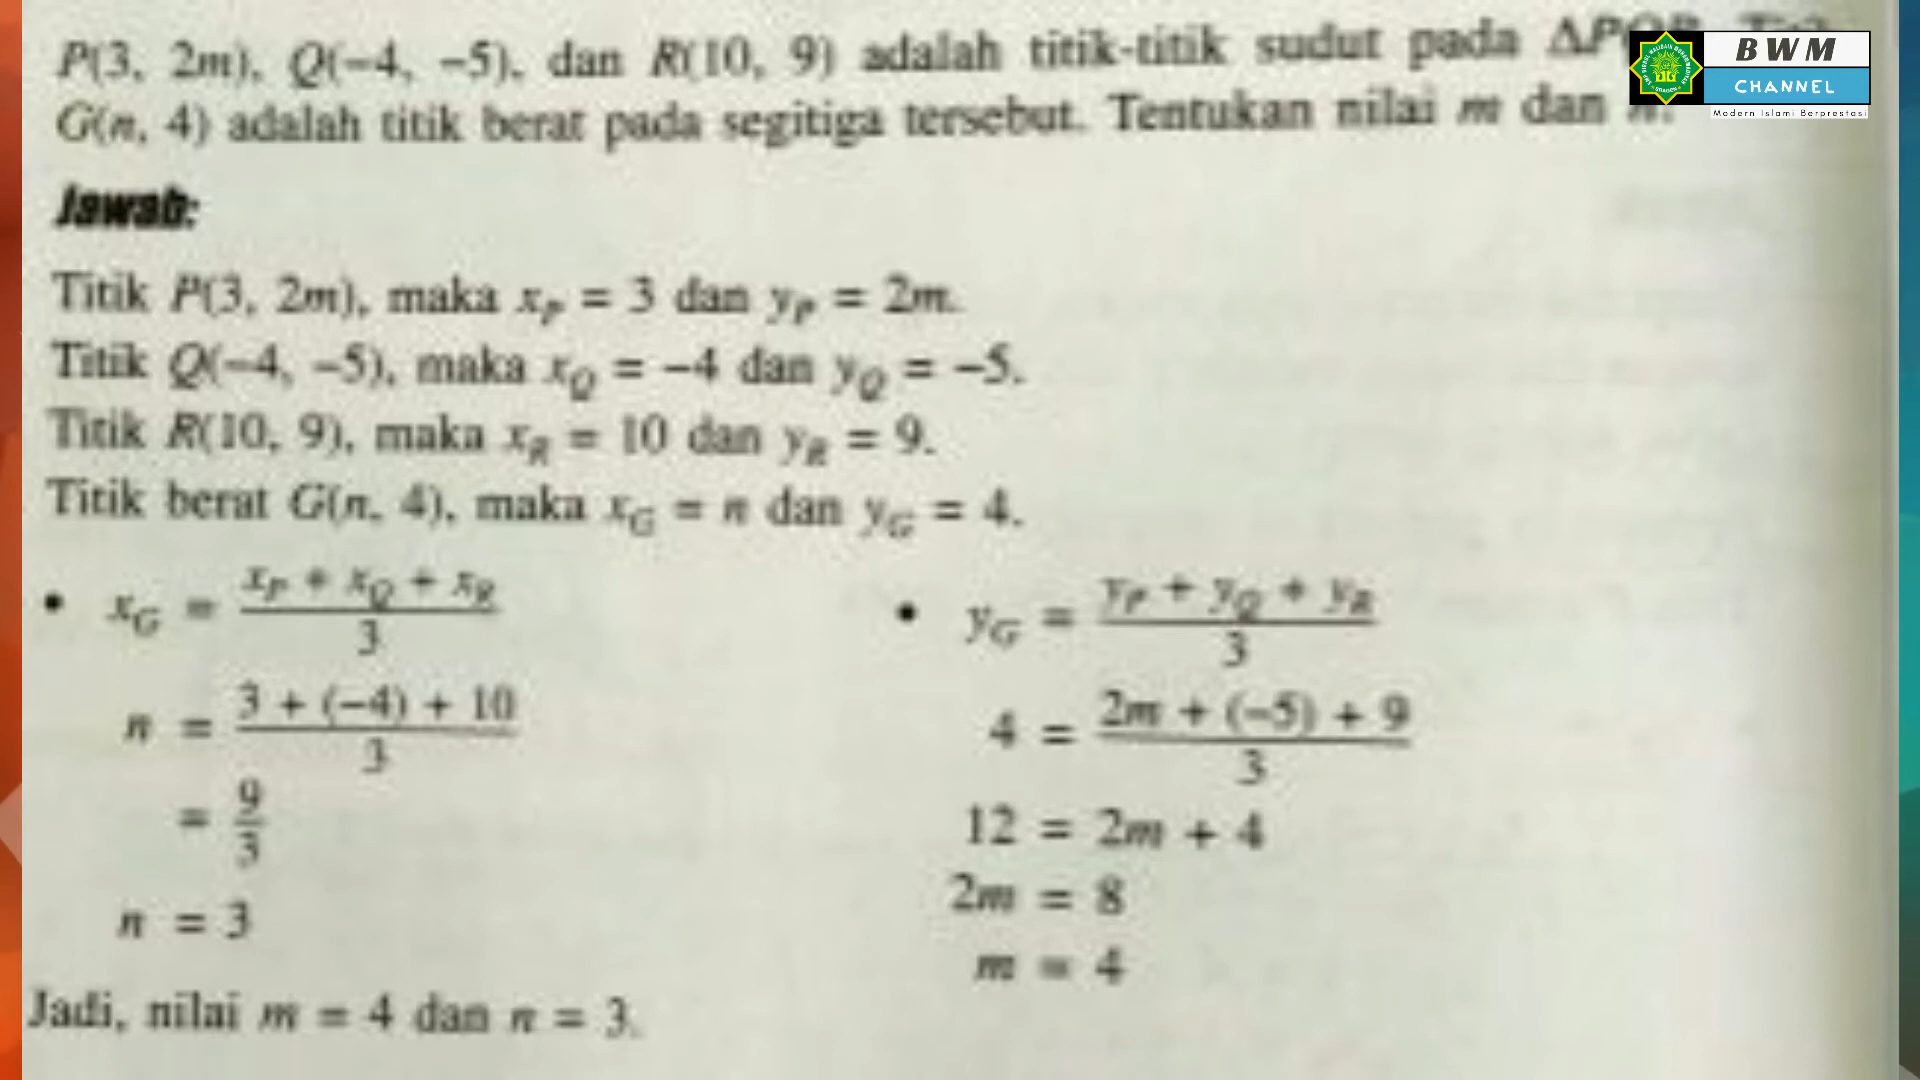 P(3, 2m), Q(−4, −5), dan R(10, 9) adalah titik-titik sudut pada
G(n, 4) adalah titik berat pada segitiga tersebut. Tentukan nilai m dan n.
BWM
CHANNEL
Modern Islami Berprestasi
Jawab:
Titik P(3, 2m), maka x_P = 3 dan y_P = 2m.
Titik Q(−4, −5), maka x_Q = −4 dan y_Q = −5.
Titik R(10, 9), maka x_R = 10 dan y_R = 9.
Titik berat G(n, 4), maka x_G = n dan y_G = 4.
• x_G = (x_P + x_Q + x_R)/3
n = (3 + (−4) + 10)/3
= 9/3
n = 3
• y_G = (y_P + y_Q + y_R)/3
4 = (2m + (−5) + 9)/3
12 = 2m + 4
2m = 8
m = 4
Jadi, nilai m = 4 dan n = 3.